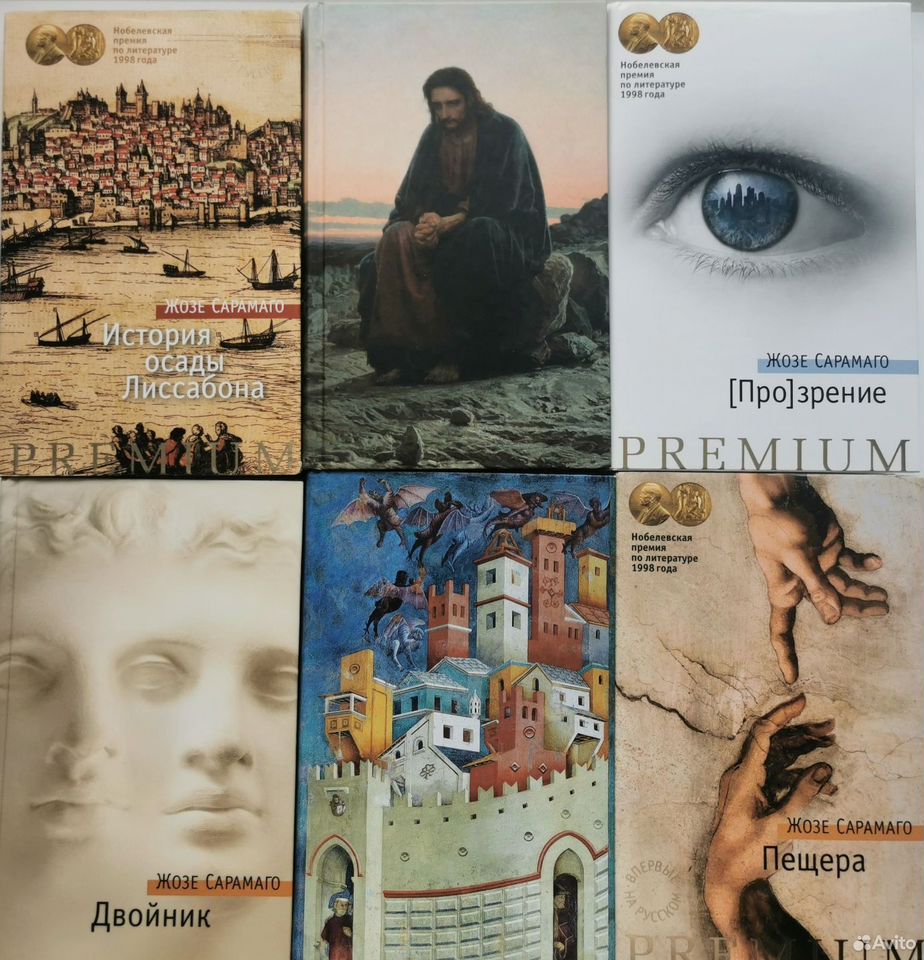 Нобелевская
премия
по литературе
1998 года
ЖОЗЕ САРАМАГО
История
осады
Лиссабона
PREMIUM
Нобелевская
премия
по литературе
1998 года
ЖОЗЕ САРАМАГО
[Про]зрение
PREMIUM
ЖОЗЕ САРАМАГО
Двойник
Нобелевская
премия
по литературе
1998 года
ЖОЗЕ САРАМАГО
Пещера
ВПЕРВЫЕ
НА РУССКОМ
PREMIUM
Avito